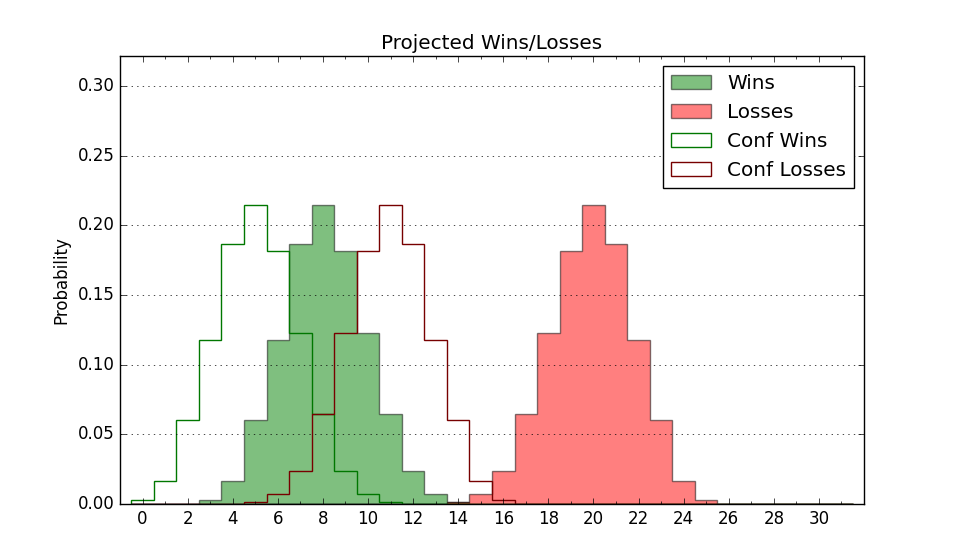 Projected Wins/Losses
Wins
Losses
Conf Wins
Conf Losses
Probability
0.30
0.25
0.20
0.15
0.10
0.05
0.00
0 2 4 6 8 10 12 14 16 18 20 22 24 26 28 30